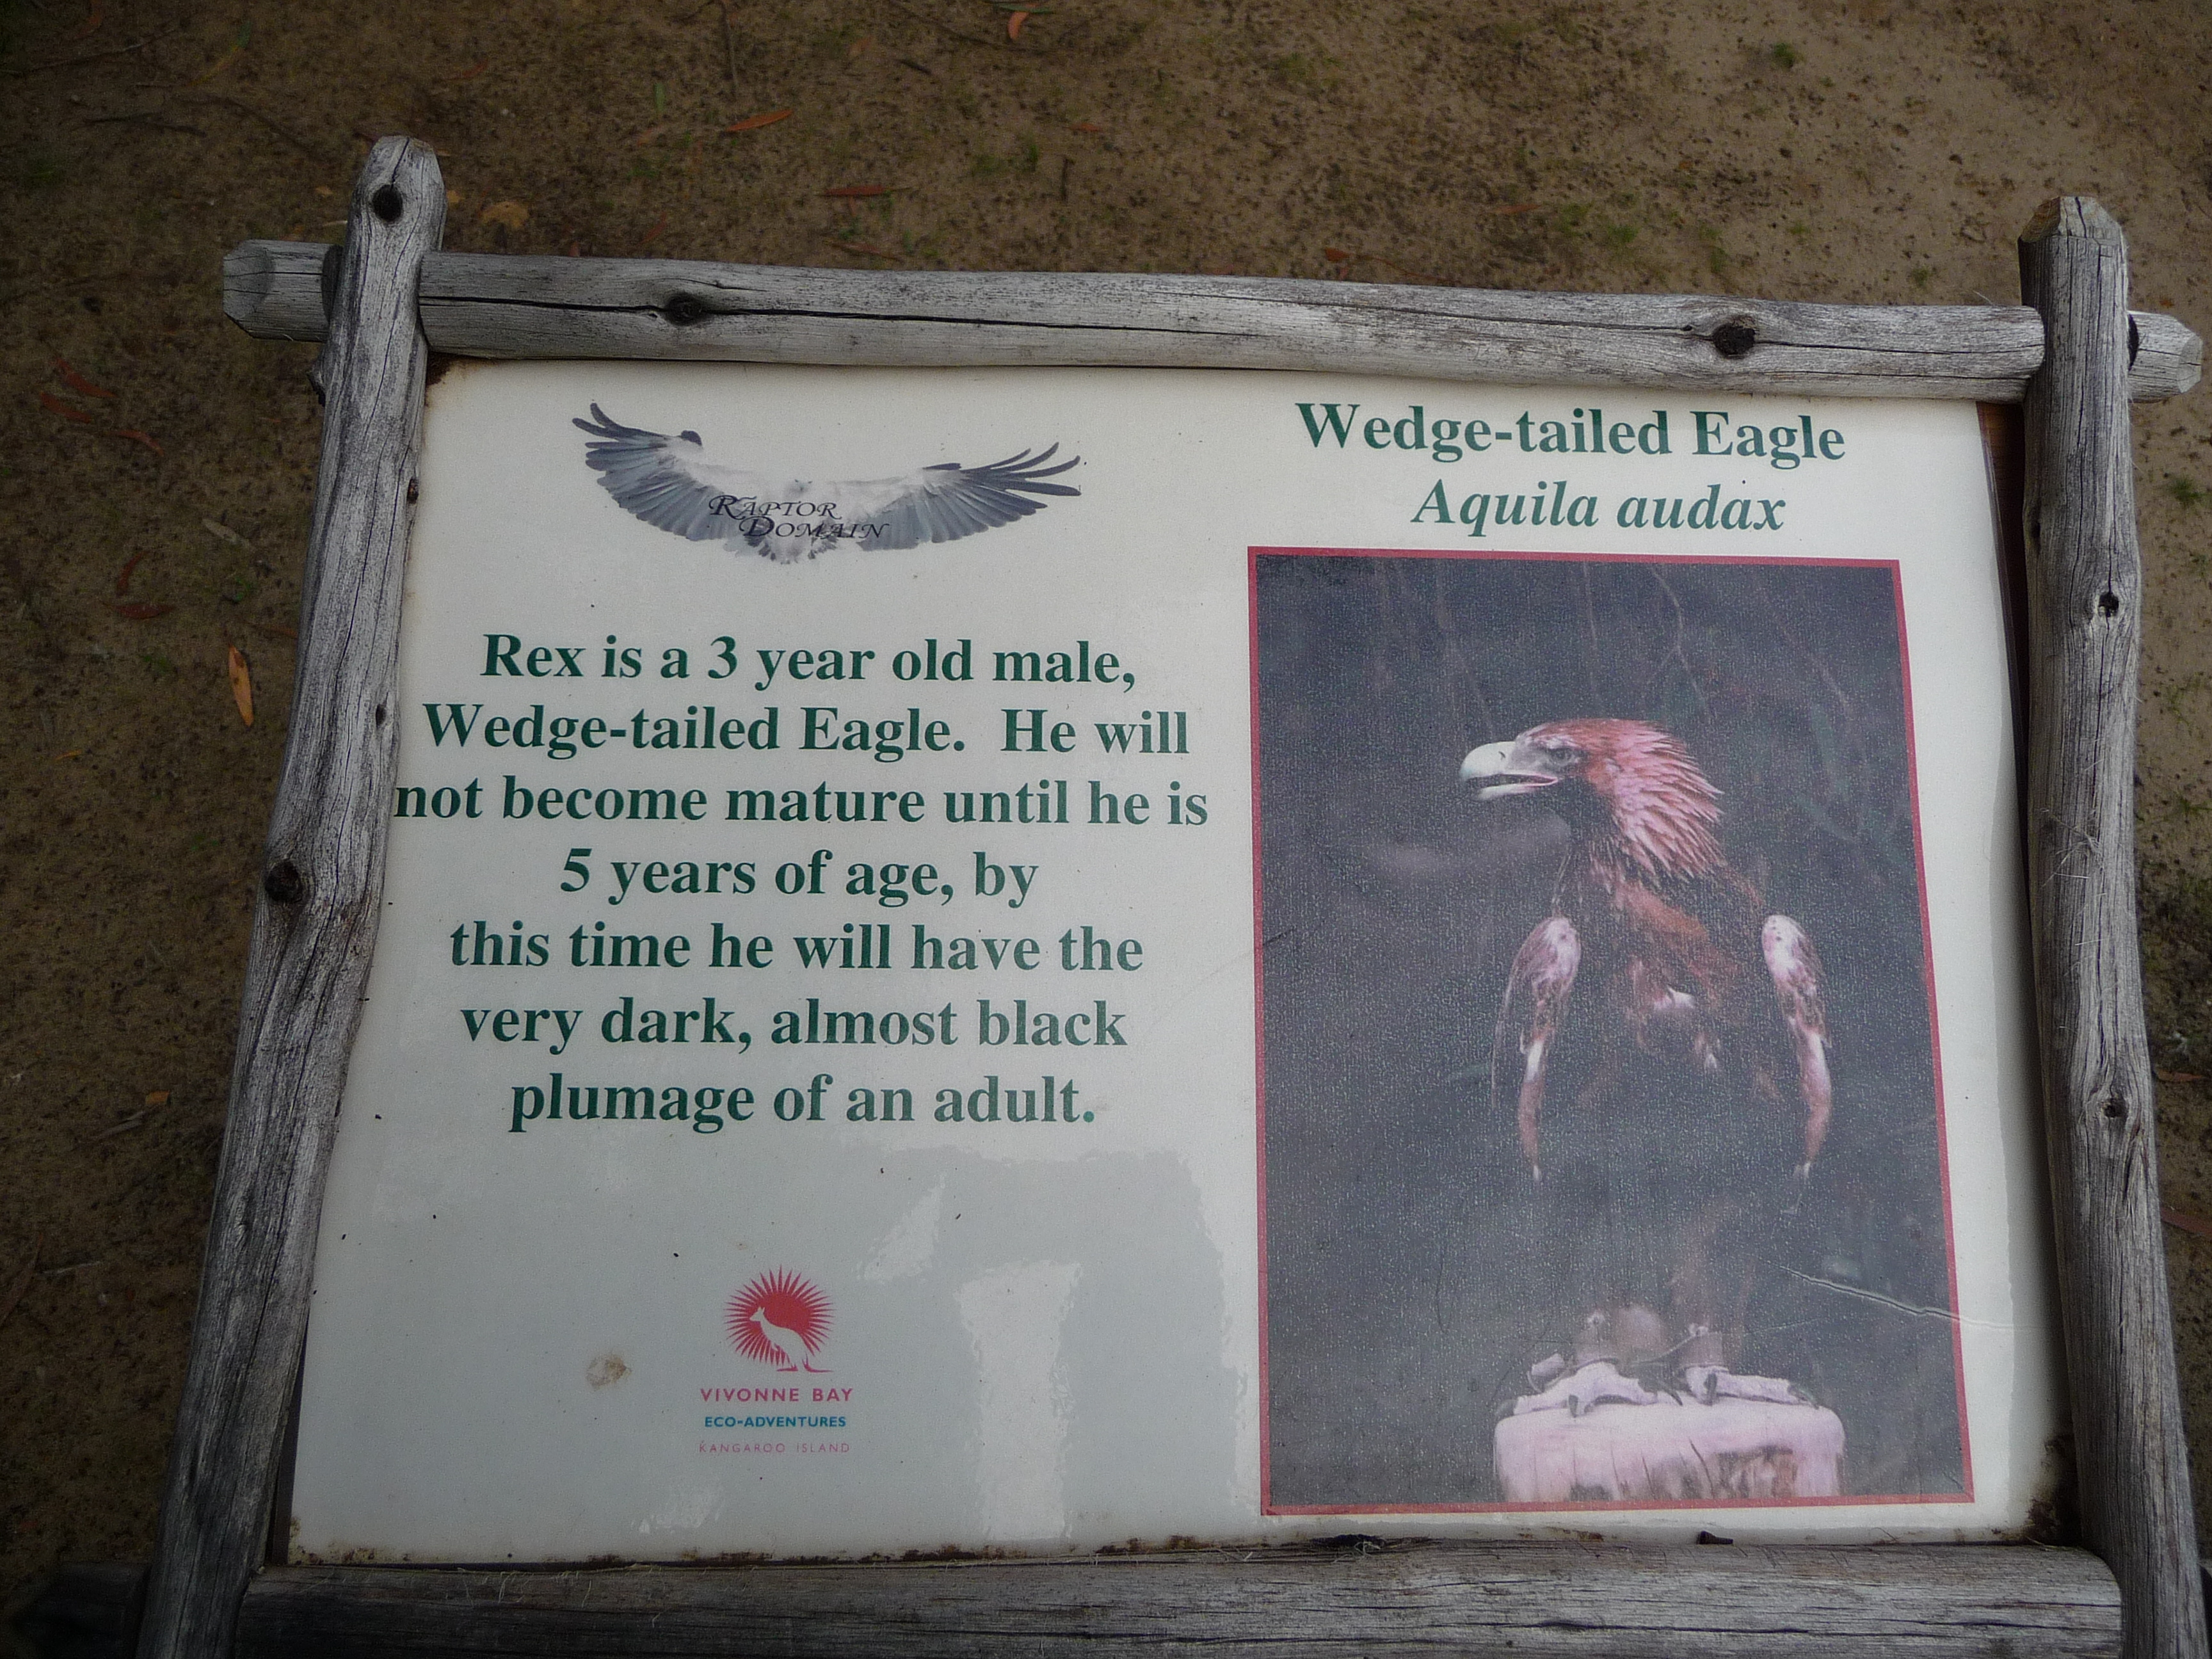 RAPTOR
DOMAIN
Wedge-tailed Eagle
Aquila audax
Rex is a 3 year old male,
Wedge-tailed Eagle. He will
not become mature until he is
5 years of age, by
this time he will have the
very dark, almost black
plumage of an adult.
VIVONNE BAY
ECO-ADVENTURES
KANGAROO ISLAND